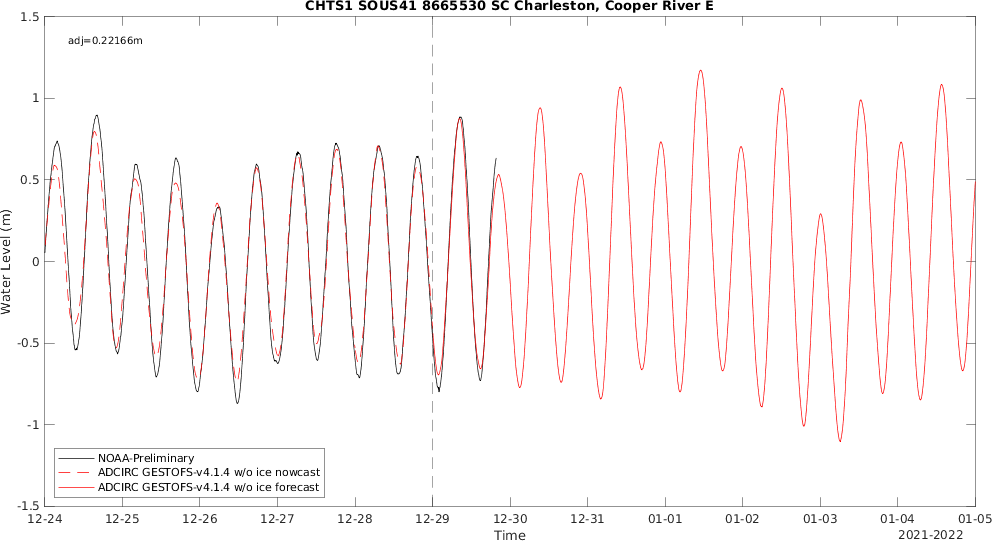 CHTS1 SOUS41 8665530 SC Charleston, Cooper River E
adj=0.22166m
1.5
1
0.5
0
-0.5
-1
-1.5
Water Level (m)
NOAA-Preliminary
ADCIRC GESTOFS-v4.1.4 w/o ice nowcast
ADCIRC GESTOFS-v4.1.4 w/o ice forecast
12-24 12-25 12-26 12-27 12-28 12-29 12-30 12-31 01-01 01-02 01-03 01-04 01-05
Time
2021-2022